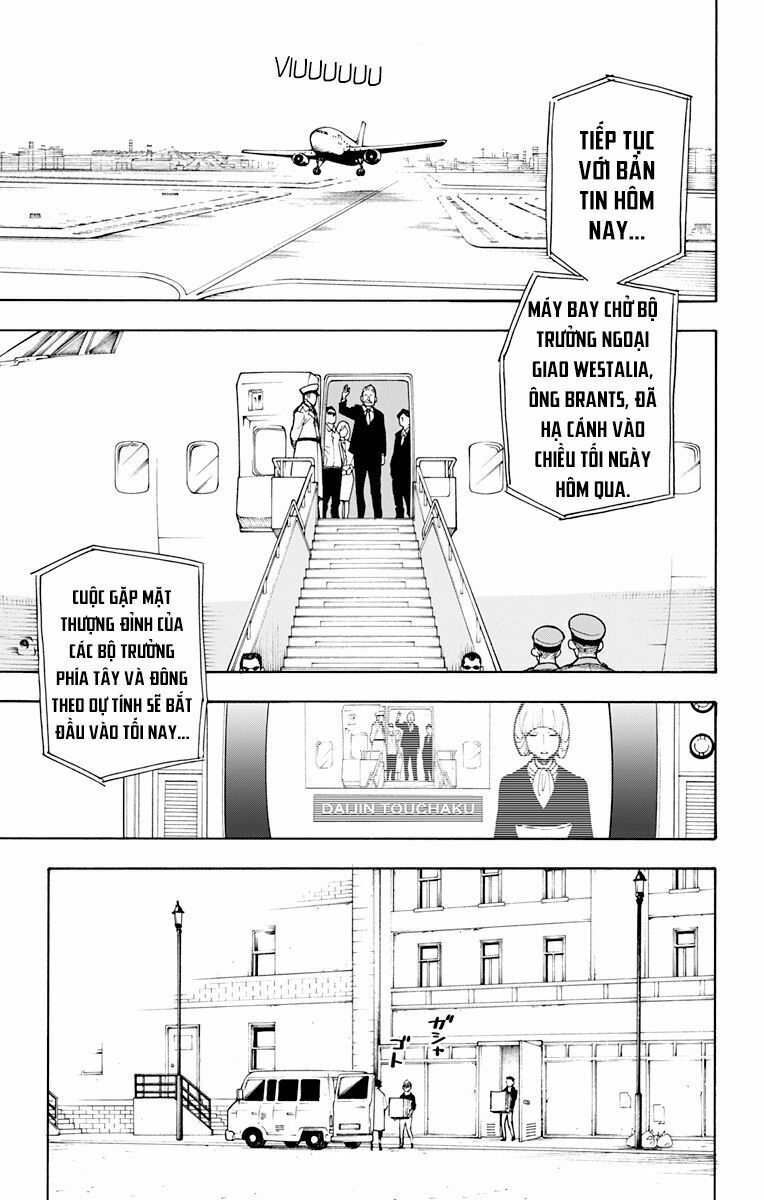 VIUUUUUU
TIẾP TỤC
VỚI BẢN
TIN HÔM
NAY...
MÁY BAY CHỞ BỘ
TRƯỞNG NGOẠI
GIAO WESTALIA,
ÔNG BRANTS, ĐÃ
HẠ CÁNH VÀO
CHIỀU TỐI NGÀY
HÔM QUA.
CUỘC GẶP MẶT
THƯỢNG ĐỈNH CỦA
CÁC BỘ TRƯỞNG
PHÍA TÂY VÀ ĐÔNG
THEO DỰ TÍNH SẼ BẮT
ĐẦU VÀO TỐI NAY...
DAIJIN TOUCHAKU
ガシャ
ゴト